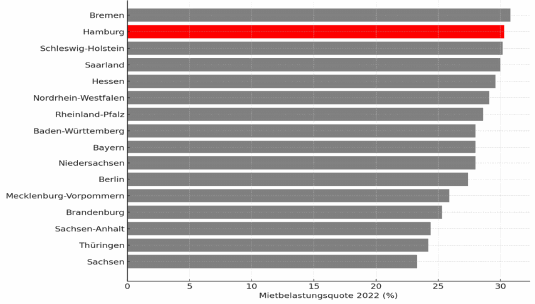 Bremen
Hamburg
Schleswig-Holstein
Saarland
Hessen
Nordrhein-Westfalen
Rheinland-Pfalz
Baden-Württemberg
Bayern
Niedersachsen
Berlin
Mecklenburg-Vorpommern
Brandenburg
Sachsen-Anhalt
Thüringen
Sachsen
0 5 10 15 20 25 30
Mietbelastungsquote 2022 (%)